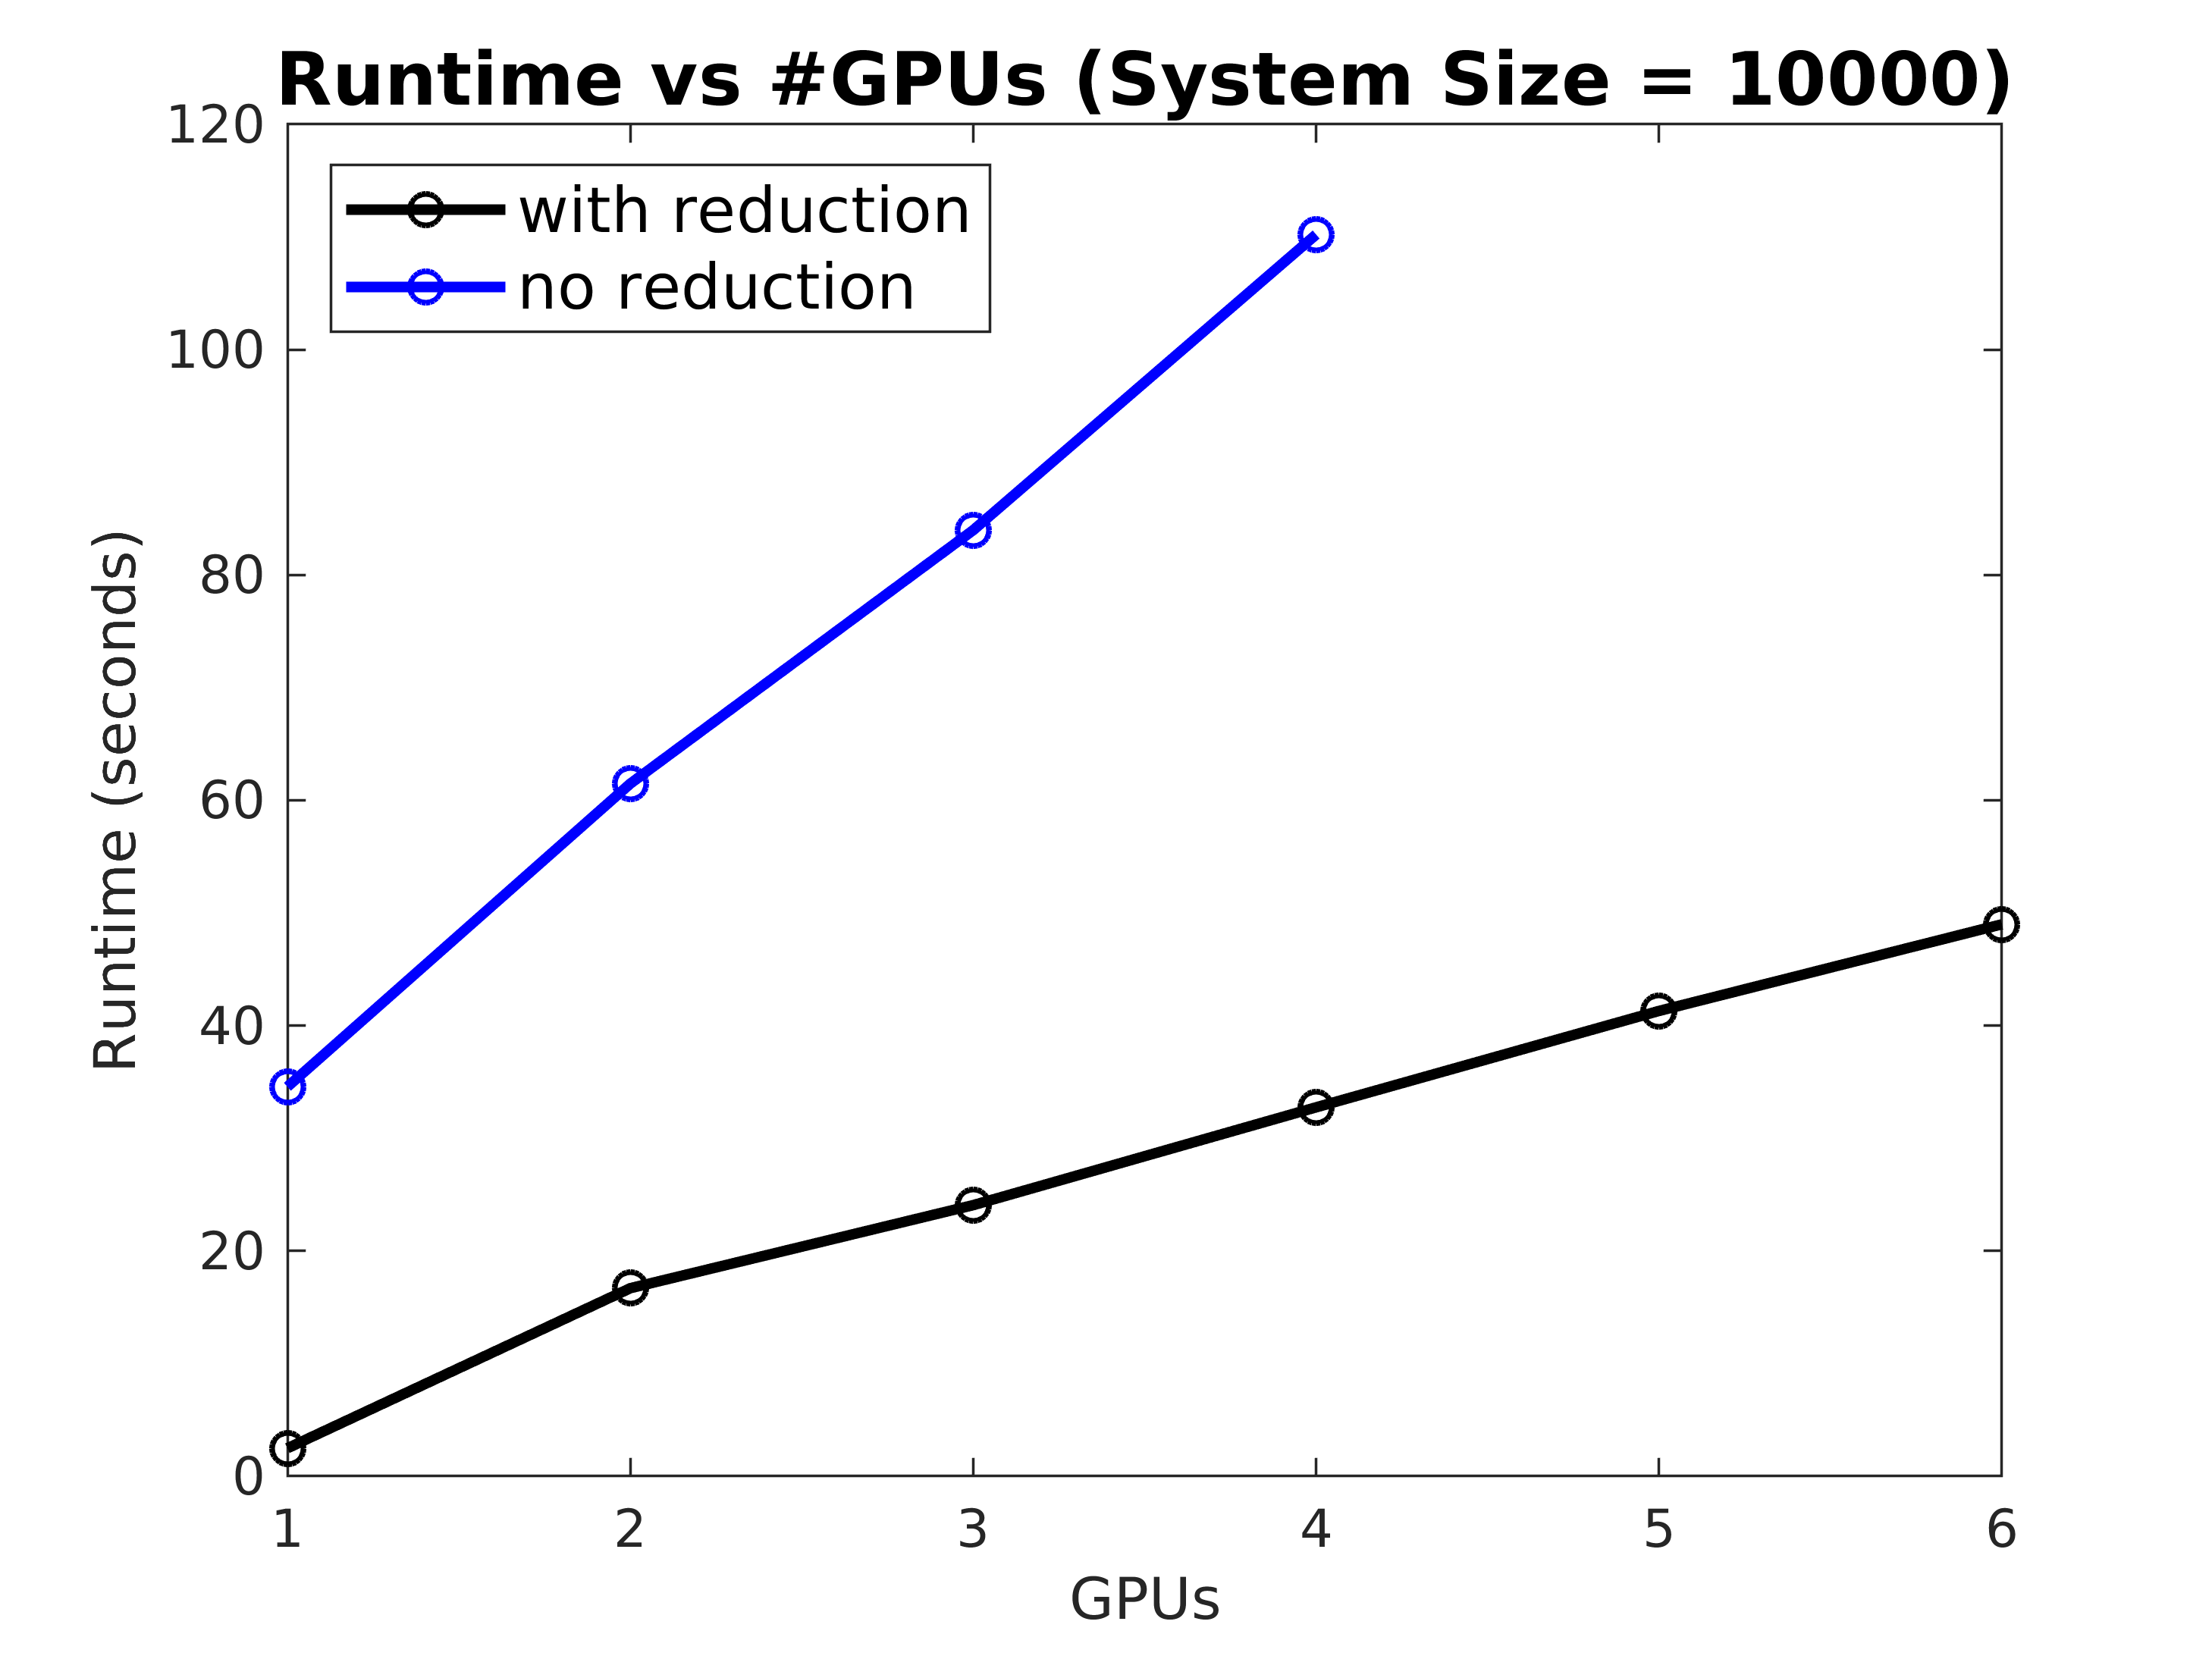 Runtime vs #GPUs (System Size = 10000)
120
100
80
60
40
20
0
Runtime (seconds)
with reduction
no reduction
1 2 3 4 5 6
GPUs